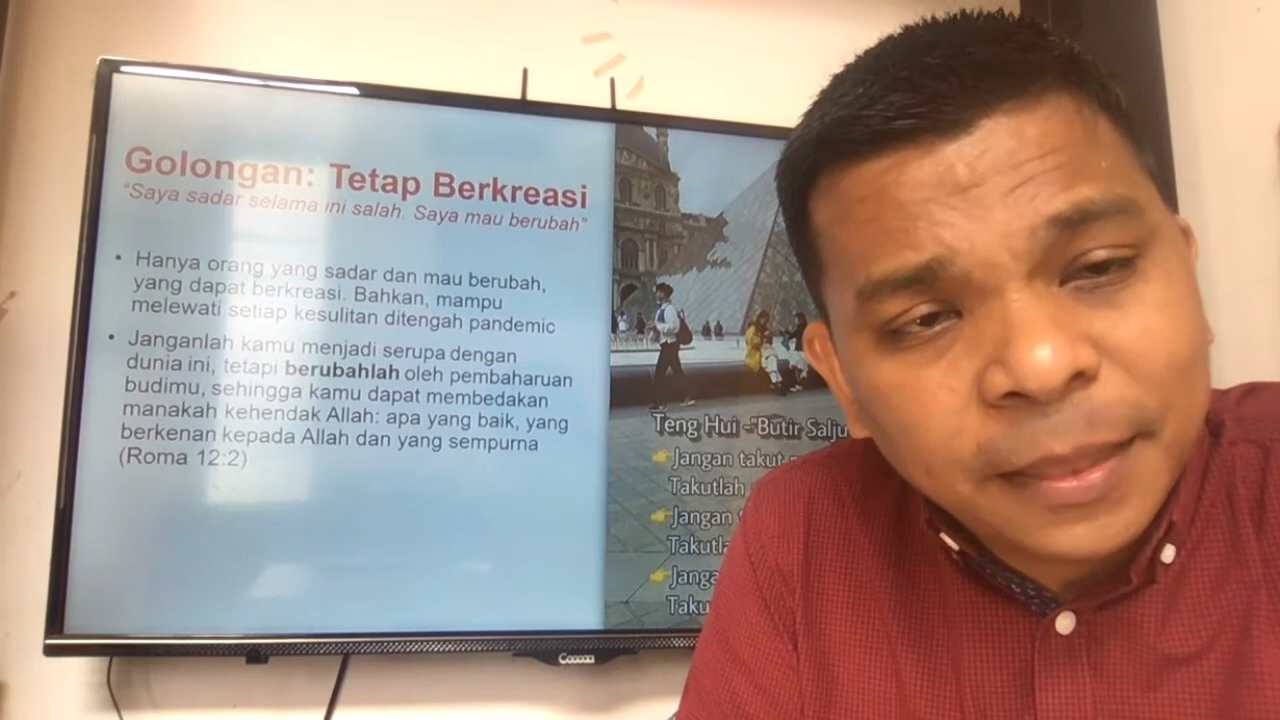 Golongan: Tetap Berkreasi
"Saya sadar selama ini salah. Saya mau berubah"
• Hanya orang yang sadar dan mau berubah,
yang dapat berkreasi. Bahkan, mampu
melewati setiap kesulitan ditengah pandemic
• Janganlah kamu menjadi serupa dengan
dunia ini, tetapi berubahlah oleh pembaharuan
budimu, sehingga kamu dapat membedakan
manakah kehendak Allah: apa yang baik, yang
berkenan kepada Allah dan yang sempurna
(Roma 12:2)
Teng Hui - "Butir Salju
👉Jangan takut
Takutlah
👉Jangan
👉
Coocaa